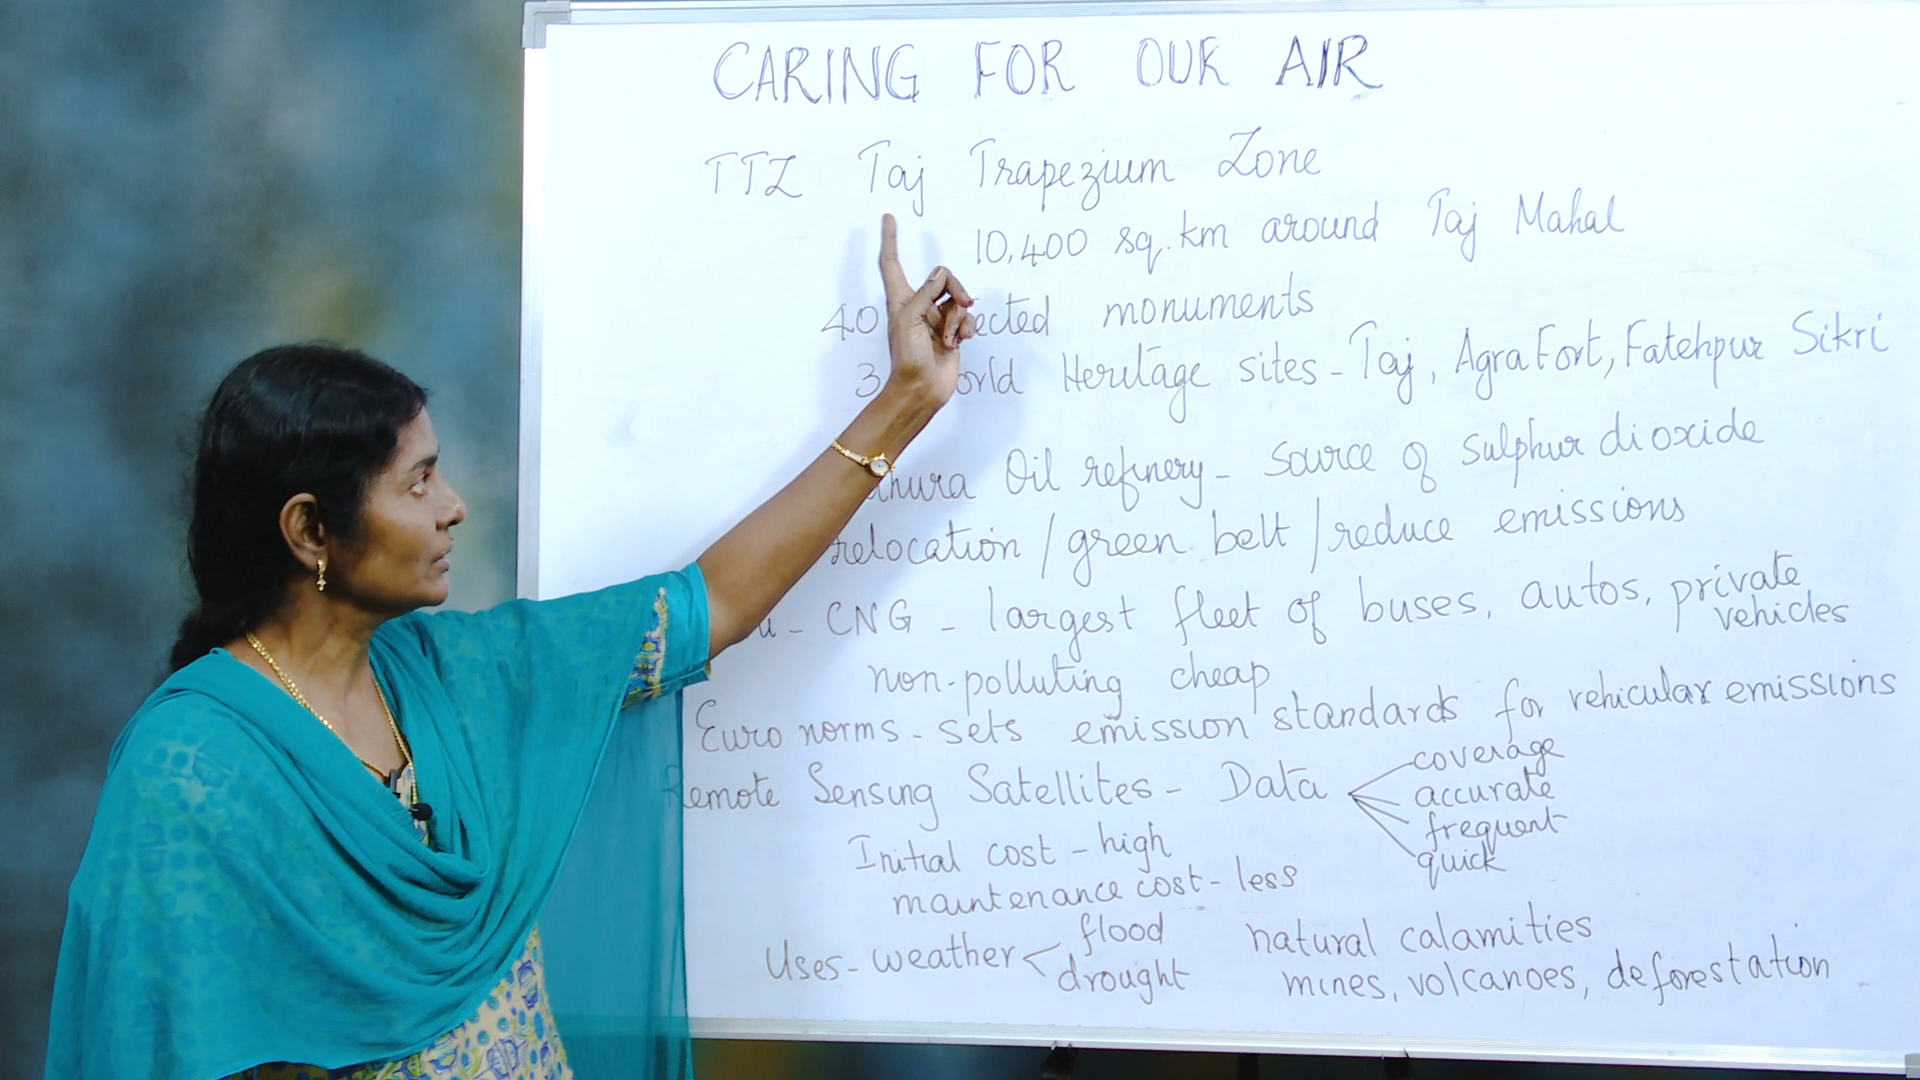 CARING FOR OUR AIR
TTZ Taj Trapezium Zone
10,400 sq.km around Taj Mahal
40 monuments
3 Heritage sites - Taj, Agra Fort, Fatehpur Sikri
Oil refinery - source of sulphur dioxide
relocation / green belt / reduce emissions
- CNG - largest fleet of buses, autos, private vehicles
non-polluting cheap
Euro norms - sets emission standards for vehicular emissions
Remote Sensing Satellites - Data
coverage
accurate
frequent
quick
Initial cost - high
maintenance cost - less
Uses - weather
flood
drought
natural calamities
mines, volcanoes, deforestation